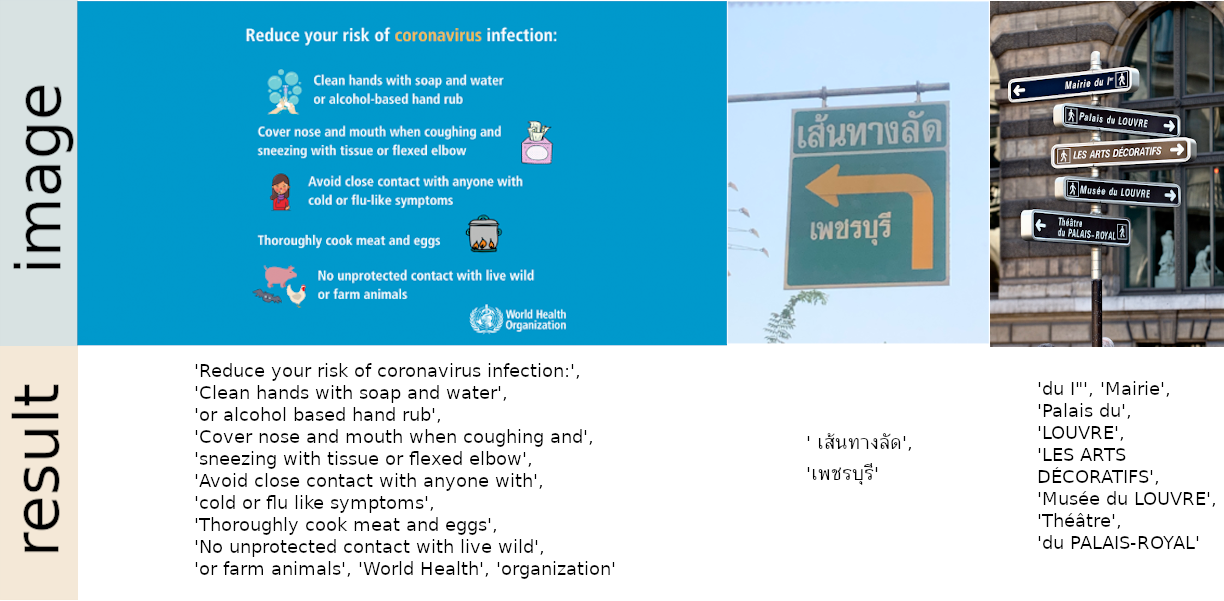 image
Reduce your risk of coronavirus infection:
Clean hands with soap and water
or alcohol-based hand rub
Cover nose and mouth when coughing and
sneezing with tissue or flexed elbow
Avoid close contact with anyone with
cold or flu-like symptoms
Thoroughly cook meat and eggs
No unprotected contact with live wild
or farm animals
World Health
Organization
เส้นทางลัด
เพชรบุรี
Mairie du Iᵉʳ
Palais du LOUVRE
LES ARTS DÉCORATIFS
Musée du LOUVRE
Théâtre
du PALAIS-ROYAL
result
'Reduce your risk of coronavirus infection:',
'Clean hands with soap and water',
'or alcohol based hand rub',
'Cover nose and mouth when coughing and',
'sneezing with tissue or flexed elbow',
'Avoid close contact with anyone with',
'cold or flu like symptoms',
'Thoroughly cook meat and eggs',
'No unprotected contact with live wild',
'or farm animals', 'World Health', 'organization'
' เส้นทางลัด',
'เพชรบุรี'
'du I"', 'Mairie',
'Palais du',
'LOUVRE',
'LES ARTS
DÉCORATIFS',
'Musée du LOUVRE',
'Théâtre',
'du PALAIS-ROYAL'